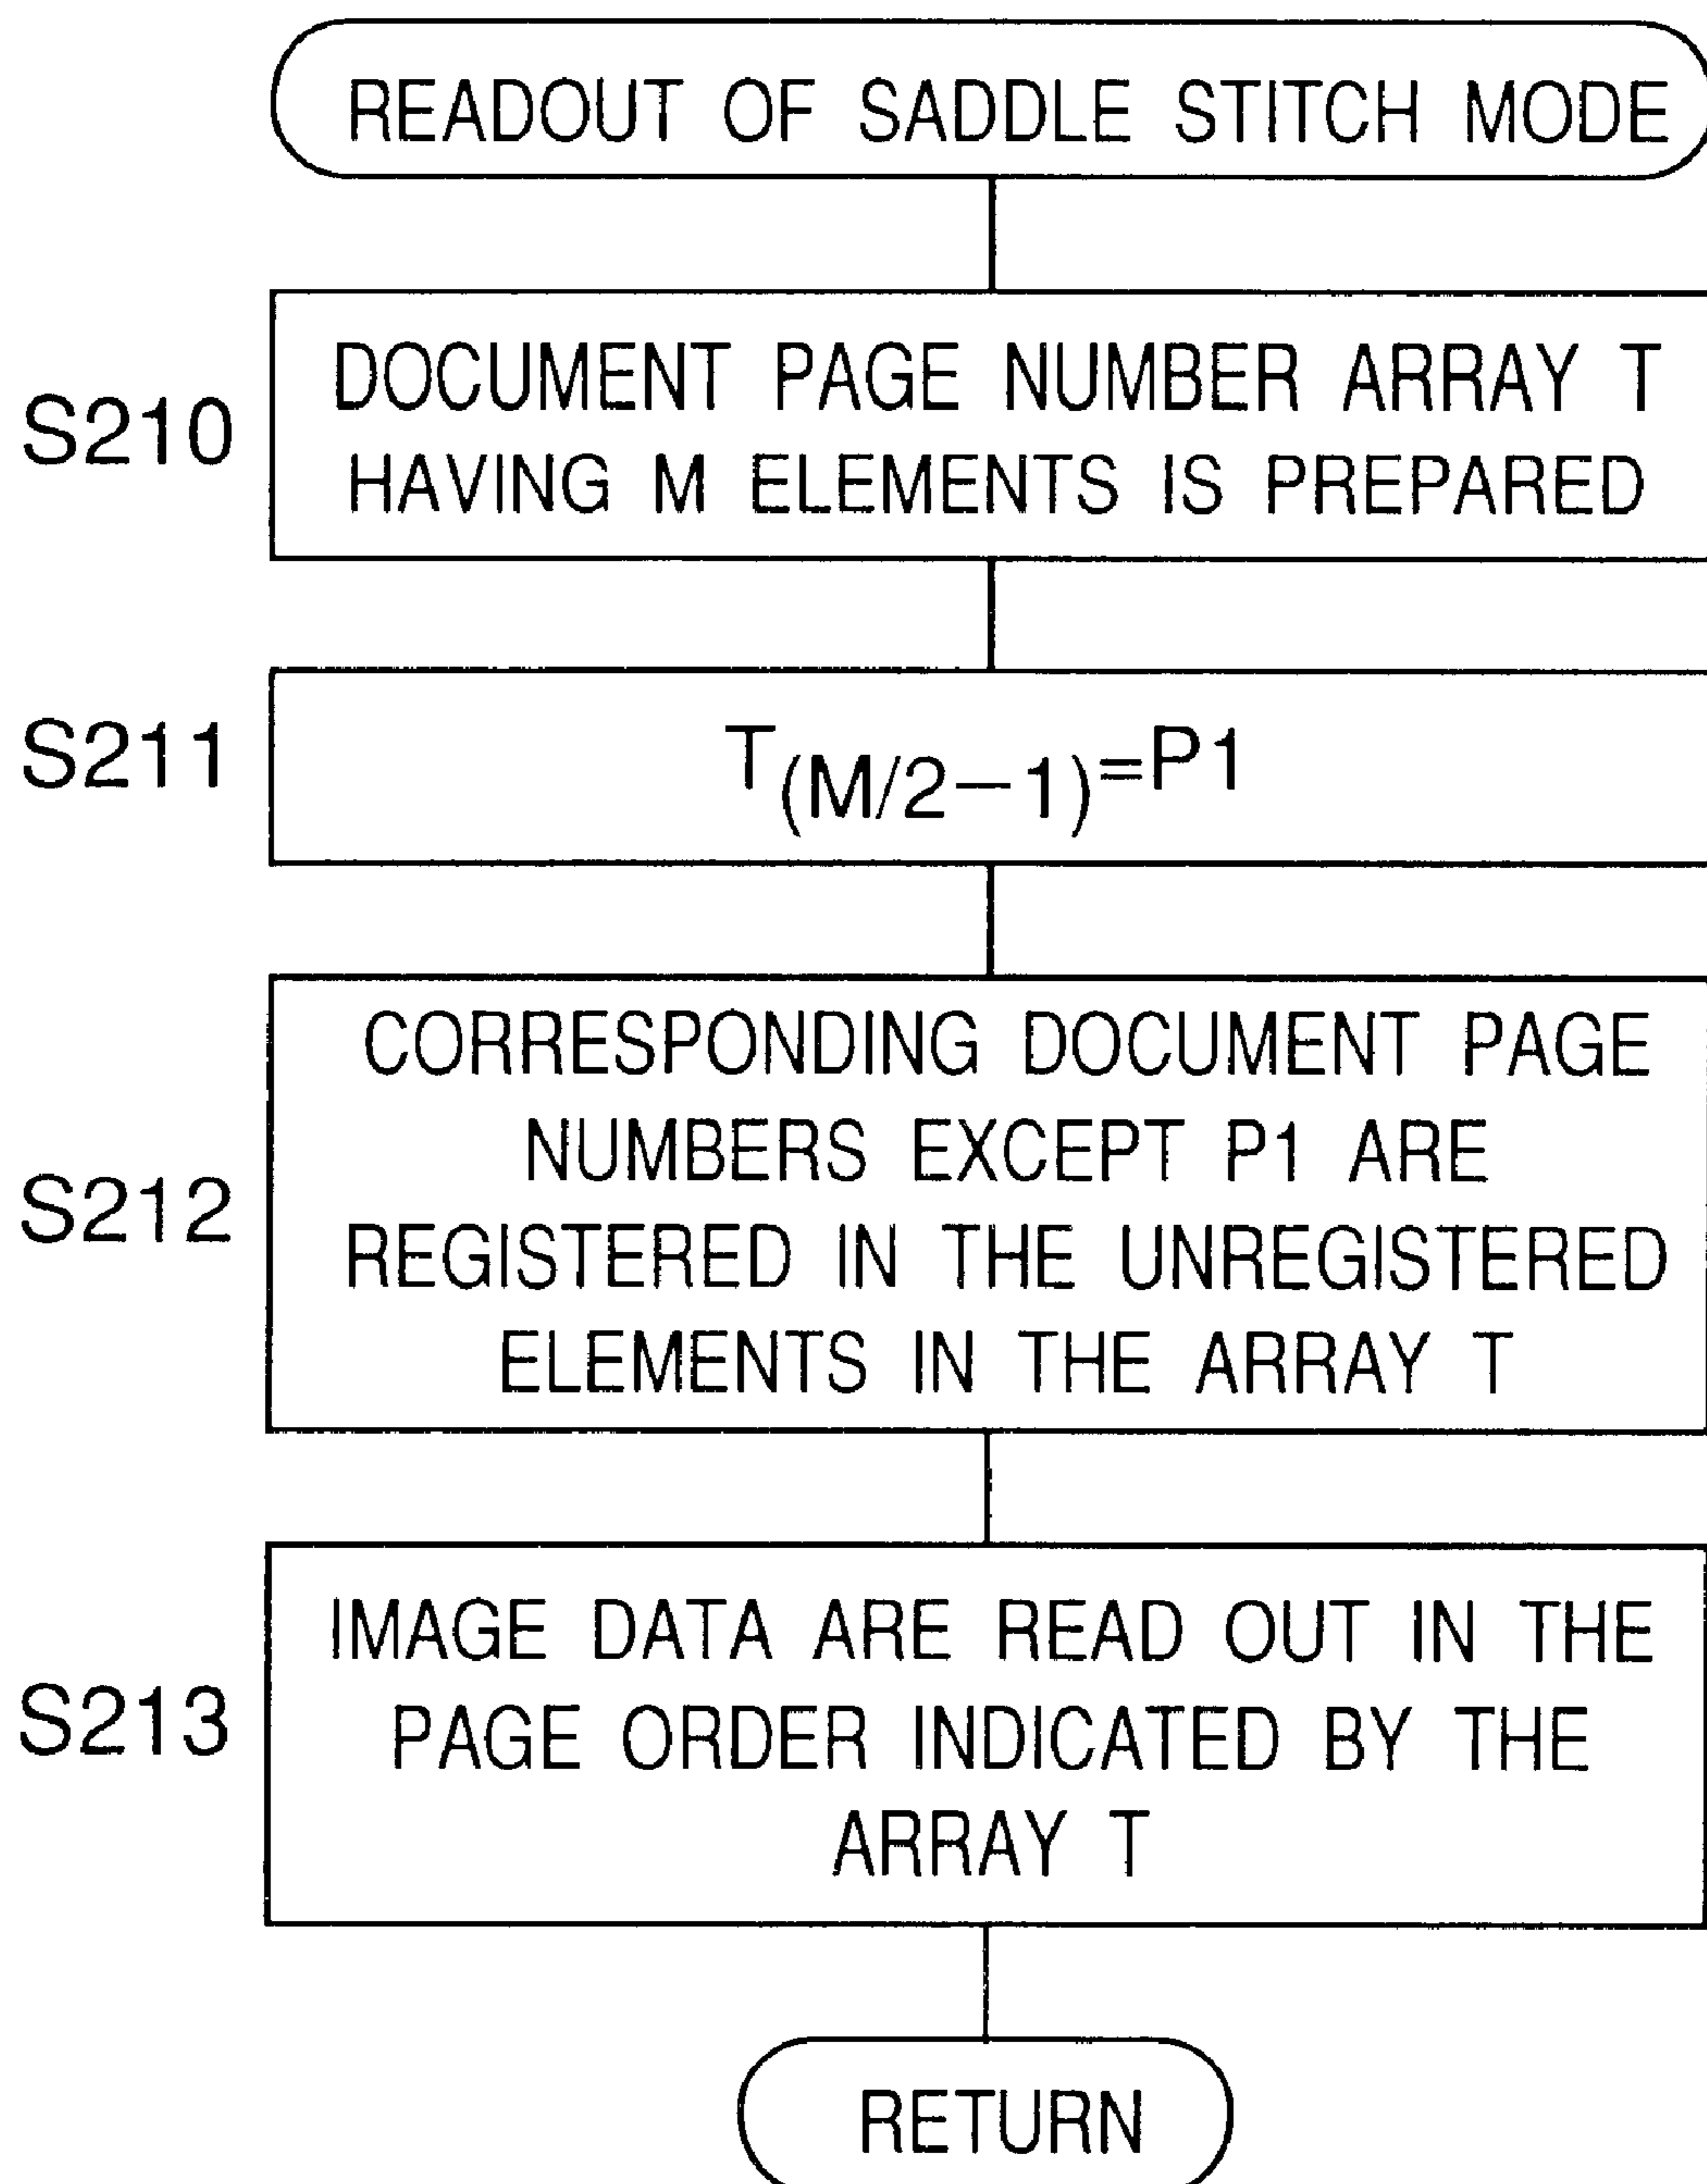 READOUT OF SADDLE STITCH MODE
S210
DOCUMENT PAGE NUMBER ARRAY T
HAVING M ELEMENTS IS PREPARED
S211
T(M/2−1)=P1
S212
CORRESPONDING DOCUMENT PAGE
NUMBERS EXCEPT P1 ARE
REGISTERED IN THE UNREGISTERED
ELEMENTS IN THE ARRAY T
S213
IMAGE DATA ARE READ OUT IN THE
PAGE ORDER INDICATED BY THE
ARRAY T
RETURN